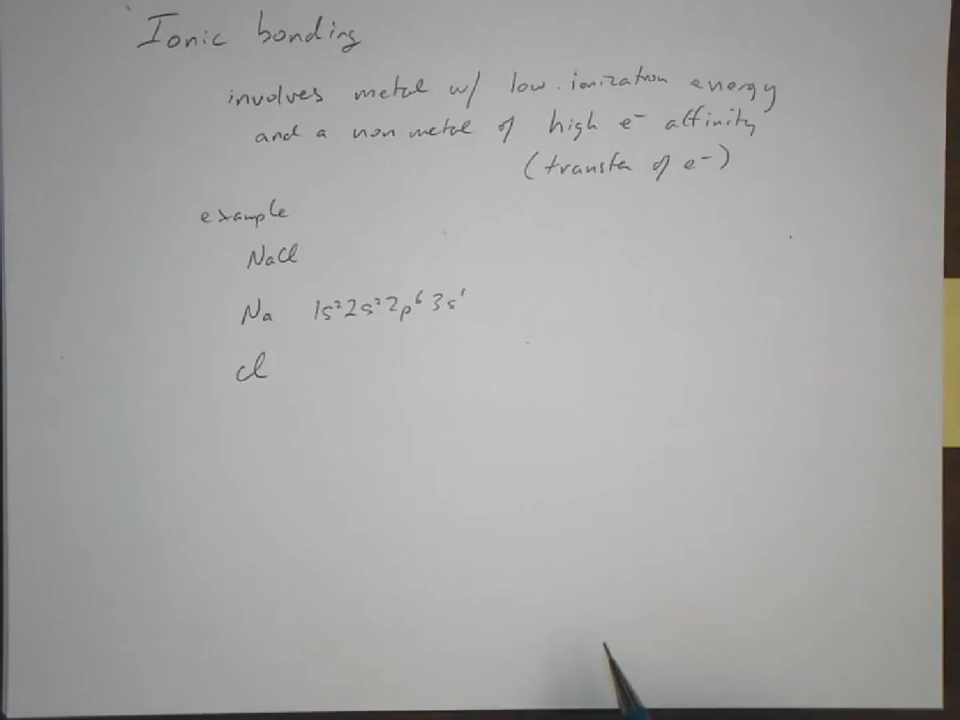 Ionic bonding
involves metal w/ low ionization energy
and a non metal of high e⁻ affinity
(transfer of e⁻)
example
NaCl
Na 1s²2s²2p⁶3s¹
Cl